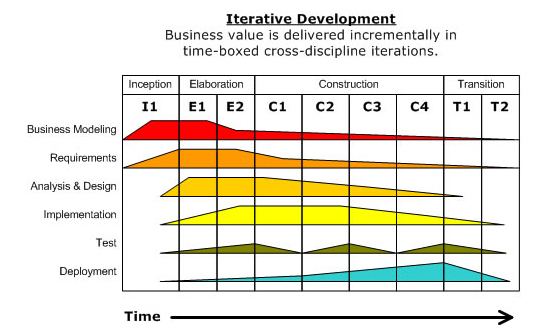 Iterative Development
Business value is delivered incrementally in
time-boxed cross-discipline iterations.
Inception Elaboration Construction Transition
I1 E1 E2 C1 C2 C3 C4 T1 T2
Business Modeling
Requirements
Analysis & Design
Implementation
Test
Deployment
Time